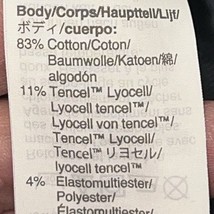 Body/Corps/Hauptteil/Lijf/
ボディ/cuerpo:
83% Cotton/Coton/
Baumwolle/Katoen/綿/
algodón
11% Tencel™ Lyocell/
Lyocell tencel™/
Lyocell von tencel™/
Tencel™ Lyocell/
Tencel™ リヨセル/
lyocell tencel™
4% Elastomultiester/
Polyester/
Élastomultiester/